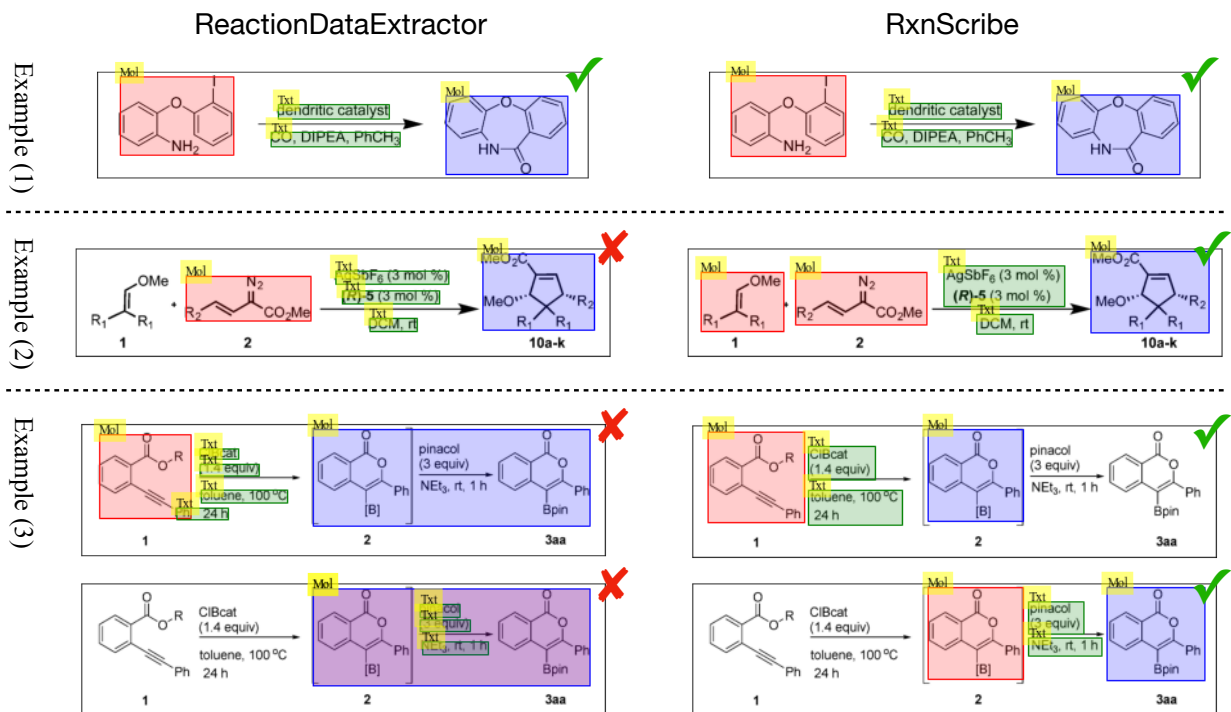 ReactionDataExtractor RxnScribe
Example (1)
Mol
I
O
NH2
Txt
dendritic catalyst
Txt
CO, DIPEA, PhCH3
Mol
O
HN
O
Mol
I
O
NH2
Txt
dendritic catalyst
Txt
CO, DIPEA, PhCH3
Mol
O
HN
O
Example (2)
OMe
R1 R1
1
+
Mol
N2
R2
CO2Me
2
Txt
AgSbF6 (3 mol %)
Txt
(R)-5 (3 mol %)
Txt
DCM, rt
Mol
MeO2C
MeO
R2
R1 R1
10a-k
Mol
OMe
R1 R1
1
+
Mol
N2
R2
CO2Me
2
Txt
AgSbF6 (3 mol %)
(R)-5 (3 mol %)
Txt
DCM, rt
Mol
MeO2C
MeO
R2
R1 R1
10a-k
Example (3)
Mol
O
O R
1
Txt
Txt
(1.4 equiv)
Txt
toluene, 100 °C
Txt
24 h
Mol
O
O
Ph
[B]
2
pinacol
(3 equiv)
NEt3, rt, 1 h
O
O
Ph
Bpin
3aa
Mol
O
O R
Ph
1
Txt
ClBcat
(1.4 equiv)
Txt
toluene, 100 °C
24 h
Mol
O
O
Ph
[B]
2
pinacol
(3 equiv)
NEt3, rt, 1 h
O
O
Ph
Bpin
3aa
O
O R
Ph
1
ClBcat
(1.4 equiv)
toluene, 100 °C
24 h
Mol
O
O
Ph
[B]
2
Txt
Txt
Txt
NEt3, rt, 1 h
O
O
Ph
Bpin
3aa
O
O R
Ph
1
ClBcat
(1.4 equiv)
toluene, 100 °C
24 h
Mol
O
O
Ph
[B]
2
Txt
pinacol
(3 equiv)
Txt
NEt3, rt, 1 h
Mol
O
O
Ph
Bpin
3aa